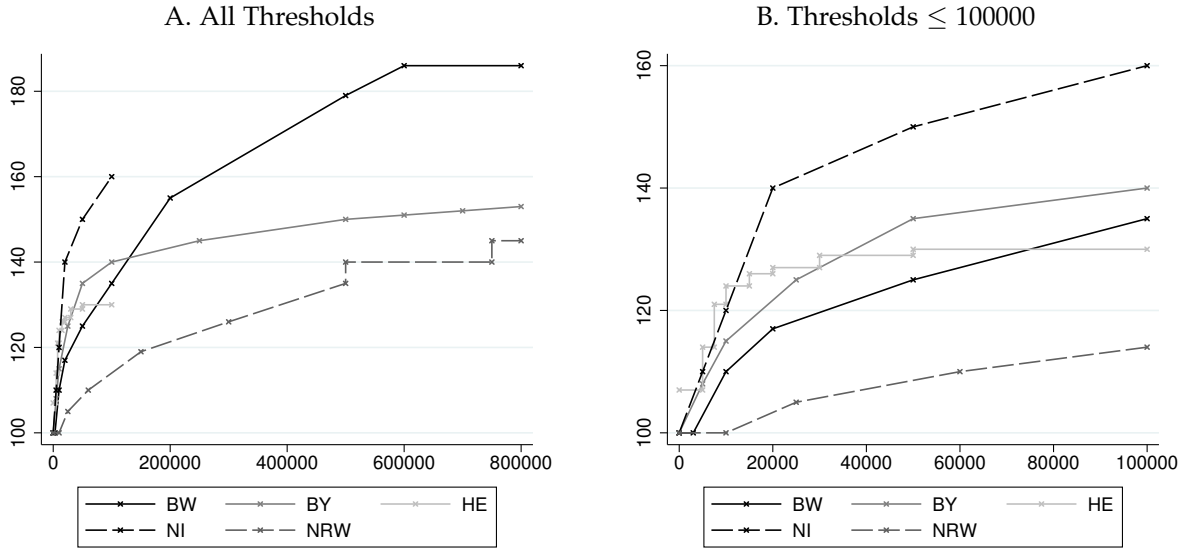 A. All Thresholds
180
160
140
120
100
0 200000 400000 600000 800000
BW BY HE
NI NRW
B. Thresholds ≤ 100000
160
140
120
100
0 20000 40000 60000 80000 100000
BW BY HE
NI NRW